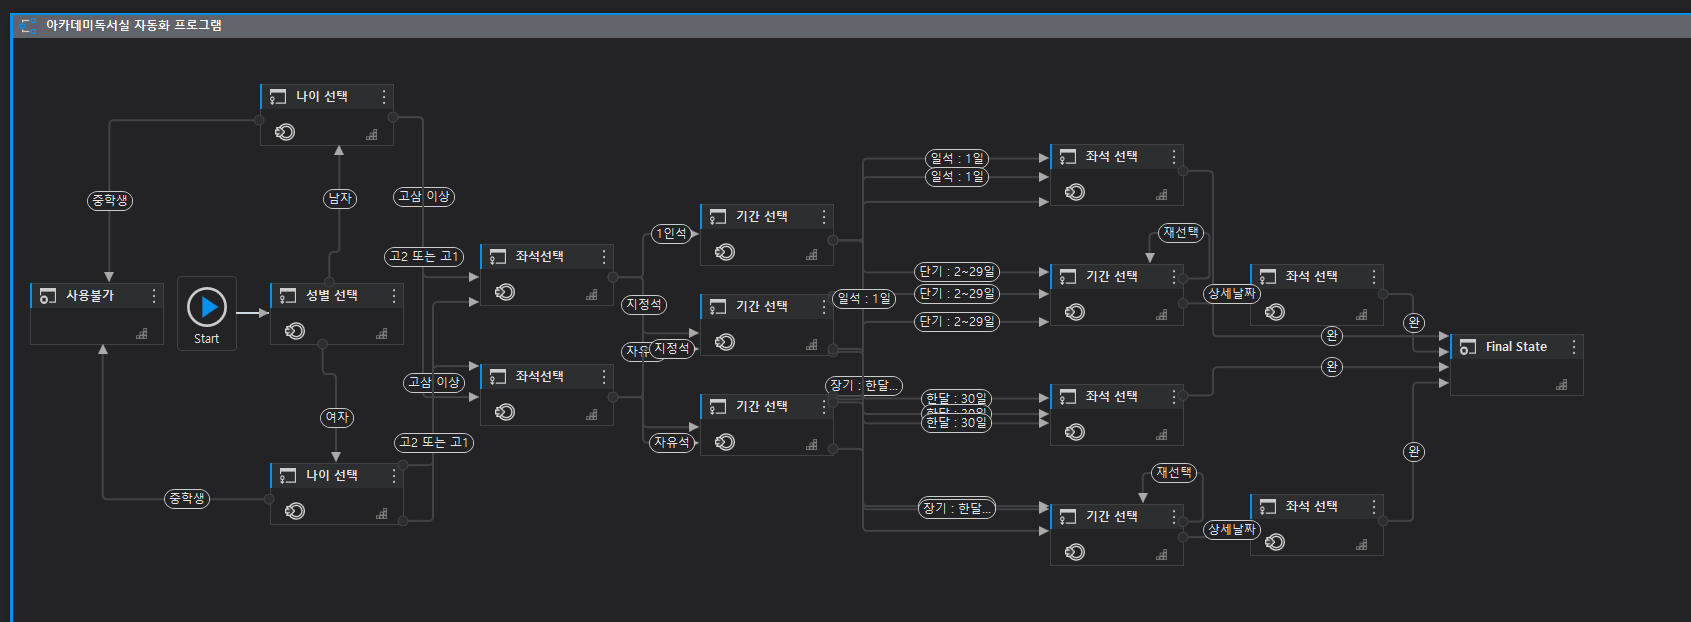 아카데미독서실 자동화 프로그램
나이 선택
중학생
남자
고삼 이상
고2 또는 고1
사용불가
Start
성별 선택
여자
고삼 이상
고2 또는 고1
나이 선택
중학생
좌석선택
좌석선택
1인석
지정석
지정석
자유석
기간 선택
기간 선택
기간 선택
일석 : 1일
일석 : 1일
일석 : 1일
단기 : 2~29일
단기 : 2~29일
단기 : 2~29일
장기 : 한달...
한달 : 30일
한달 : 30일
한달 : 30일
장기 : 한달...
좌석 선택
재선택
기간 선택
상세날짜
좌석 선택
좌석 선택
재선택
기간 선택
상세날짜
좌석 선택
완
완
완
완
Final State